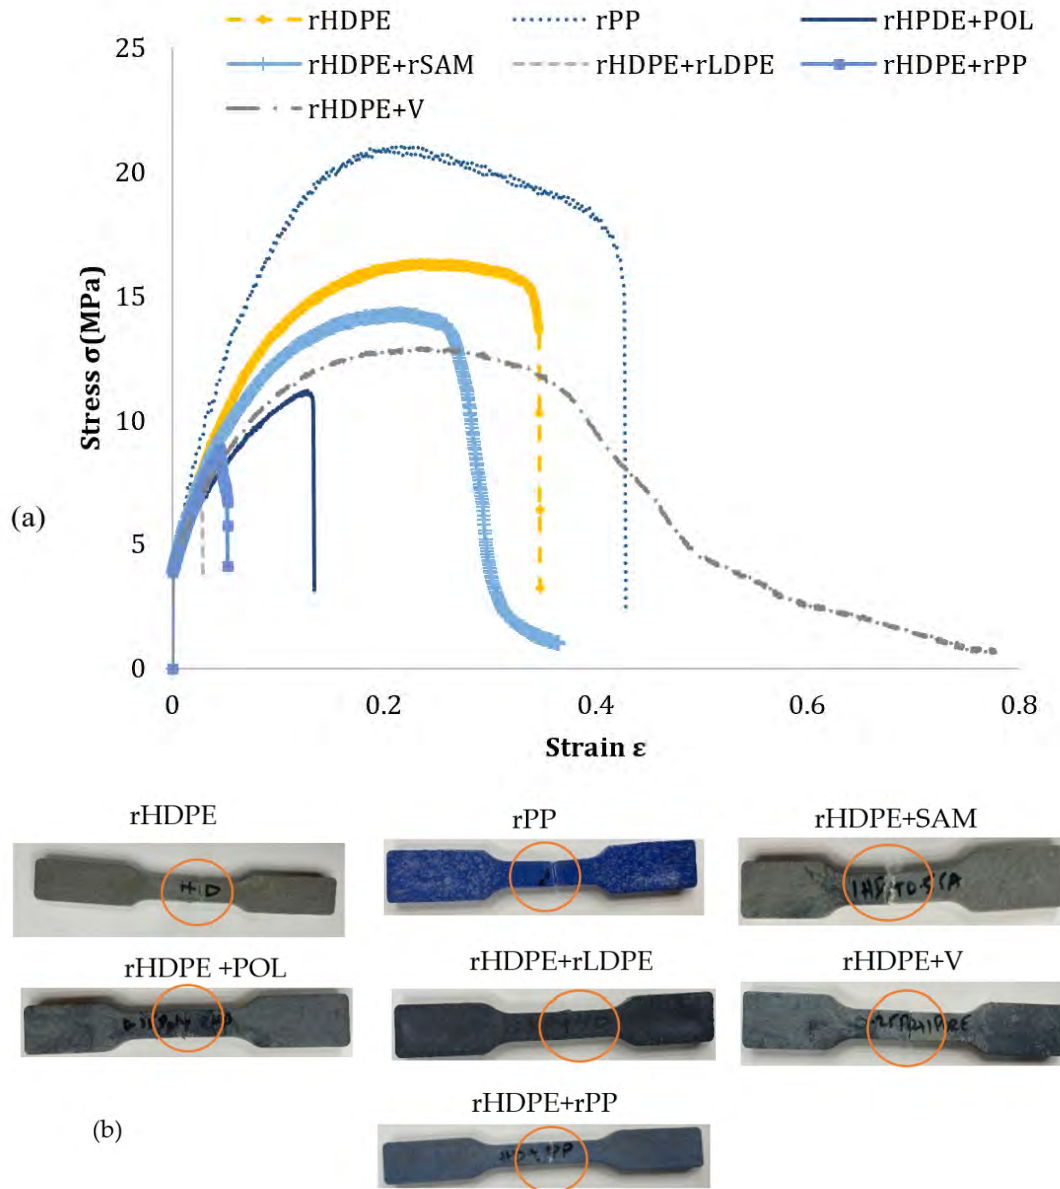 (a)
rHDPE rPP rHPDE+POL
rHDPE+rSAM rHDPE+rLDPE rHDPE+rPP
rHDPE+V
25
20
15
10
5
0
Stress σ(MPa)
0 0.2 0.4 0.6 0.8
Strain ε
rHDPE rPP rHDPE+SAM
HD
rHDPE +POL rHDPE+rLDPE rHDPE+V
rHDPE+rPP
(b)